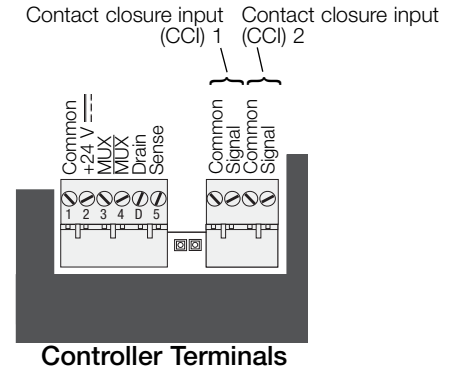 Contact closure input
(CCI) 1
Contact closure input
(CCI) 2
Common
+24 V
MUX
MUX
Drain
Sense
Common
Signal
Common
Signal
1 2 3 4 D 5
Controller Terminals